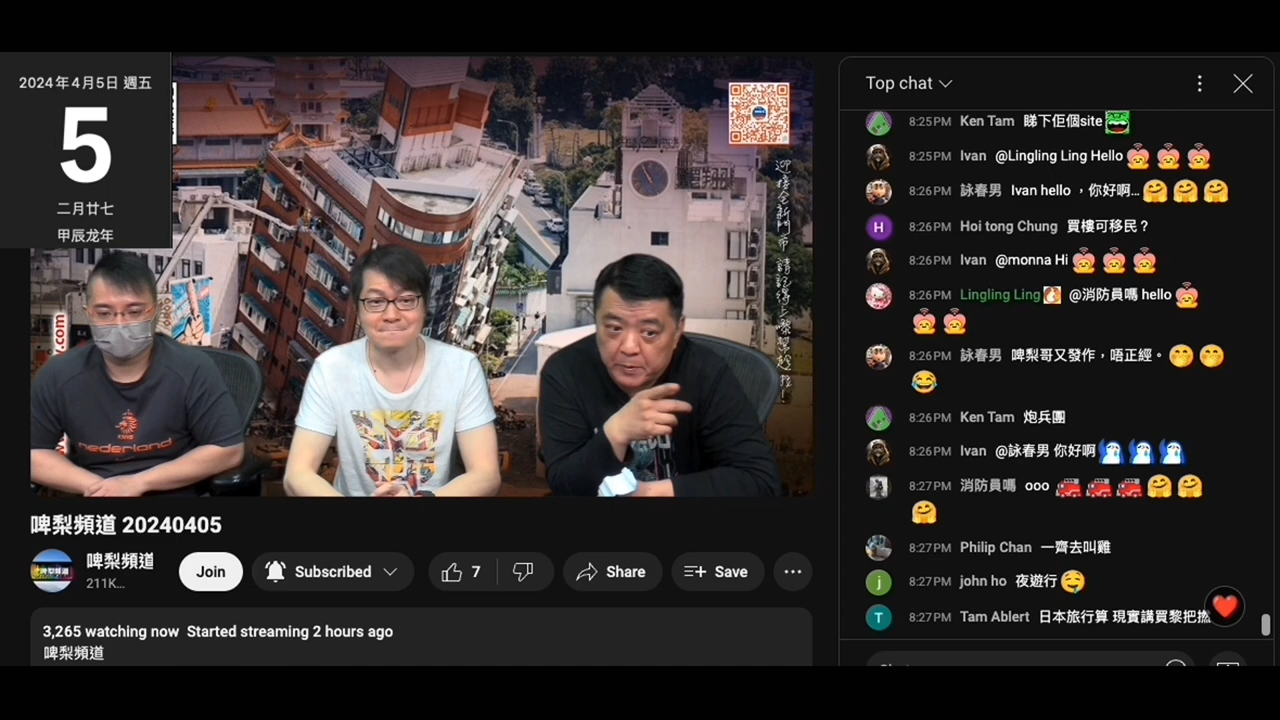 2024年4月5日 週五
5
二月廿七
甲辰龙年
nederland
啤梨頻道 20240405
啤梨頻道
211K...
Join
Subscribed
7
Share
Save
3,265 watching now Started streaming 2 hours ago
啤梨頻道
Top chat
8:25PM Ken Tam 睇下佢個site
8:25PM Ivan @Lingling Ling Hello
8:26PM 詠春男 Ivan hello ，你好啊...
H
8:26PM Hoi tong Chung 買樓可移民？
8:26PM Ivan @monna Hi
8:26PM Lingling Ling @消防員嗎 hello
8:26PM 詠春男 啤梨哥又發作，唔正經。
8:26PM Ken Tam 炮兵團
8:26PM Ivan @詠春男 你好啊
8:27PM 消防員嗎 ooo
8:27PM Philip Chan 一齊去叫雞
j
8:27PM john ho 夜遊行
T
8:27PM Tam Ablert 日本旅行算 現實講買黎把撚